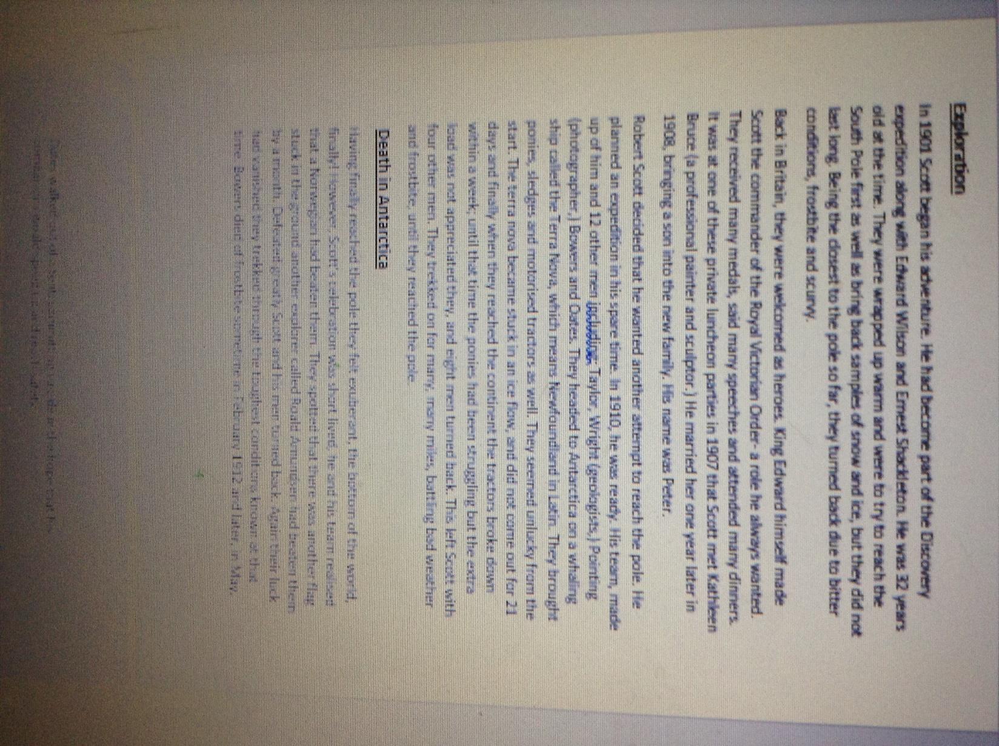 Exploration
In 1901 Scott began his adventure. He had become part of the Discovery
expedition along with Edward Wilson and Ernest Shackleton. He was 32 years
old at the time. They were wrapped up warm and were to try to reach the
South Pole first as well as bring back samples of snow and ice, but they did not
last long. Being the closest to the pole so far, they turned back due to bitter
conditions, frostbite and scurvy.
Back in Britain, they were welcomed as heroes. King Edward himself made
Scott the commander of the Royal Victorian Order- a role he always wanted.
They received many medals, said many speeches and attended many dinners.
It was at one of these private luncheon parties in 1907 that Scott met Kathleen
Bruce (a professional painter and sculptor.) He married her one year later in
1908, bringing a son into the new family. His name was Peter.
Robert Scott decided that he wanted another attempt to reach the pole. He
planned an expedition in his spare time. In 1910, he was ready. His team, made
up of him and 12 other men including: Taylor, Wright (geologists,) Pointing
(photographer,) Bowers and Oates. They headed to Antarctica on a whaling
ship called the Terra Nova, which means Newfoundland in Latin. They brought
ponies, sledges and motorised tractors as well. They seemed unlucky from the
start. The terra nova became stuck in an ice flow, and did not come out for 21
days and finally when they reached the continent the tractors broke down
within a week; until that time the ponies had been struggling but the extra
load was not appreciated they, and eight men turned back. This left Scott with
four other men. They trekked on for many, many miles, battling bad weather
and frostbite, until they reached the pole.
Death in Antarctica
Having finally reached the pole they felt exuberant, the bottom of the world,
finally! However, Scott's celebration was short lived, he and his team realised
that a Norwegian had beaten them. They spotted that there was another flag
stuck in the ground another explorer called Roald Amundsen had beaten them
by a month. Defeated greatly Scott and his men turned back. Again their luck
had vanished they trekked through the toughest conditions known at that
time. Bowers died of frostbite sometime in February 1912 and later, in May,
Oates walked out of tent